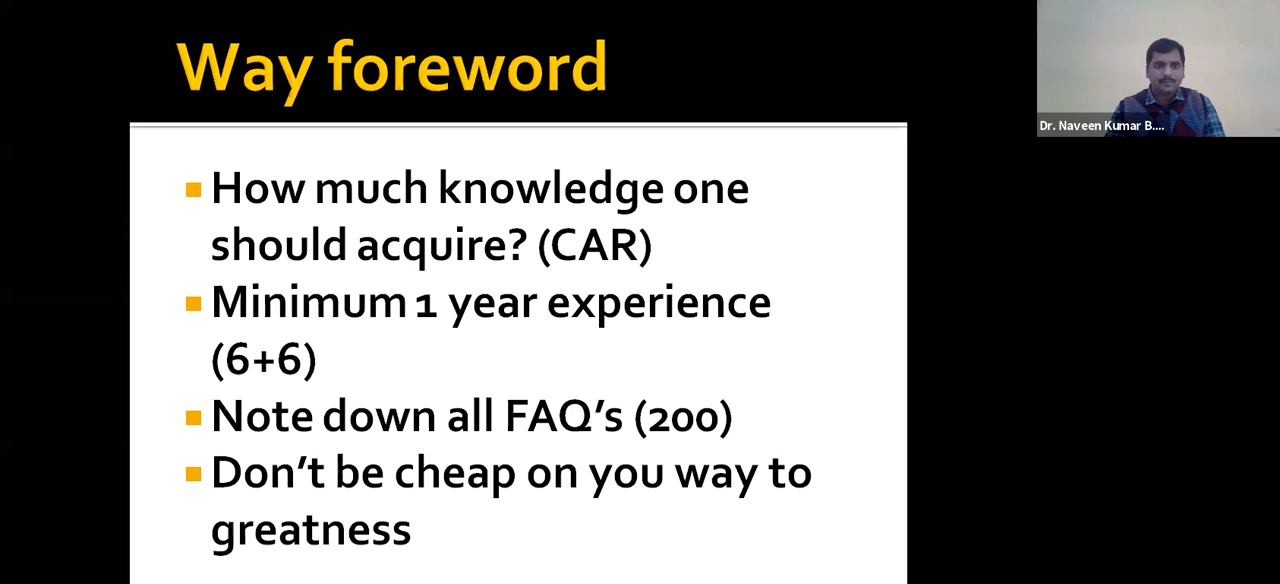 Way foreword
Dr. Naveen Kumar B....
How much knowledge one
should acquire? (CAR)
Minimum 1 year experience
(6+6)
Note down all FAQ's (200)
Don't be cheap on you way to
greatness